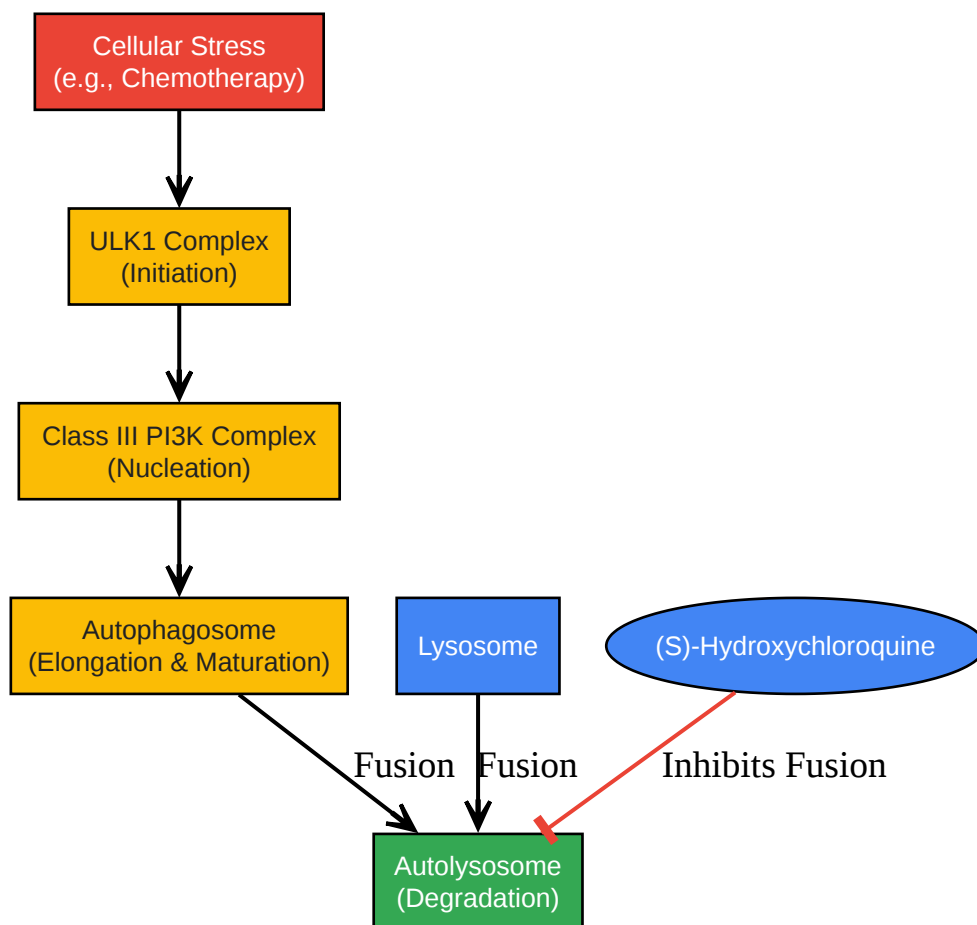 Cellular Stress
(e.g., Chemotherapy)
ULK1 Complex
(Initiation)
Class III PI3K Complex
(Nucleation)
Autophagosome
(Elongation & Maturation)
Lysosome
(S)-Hydroxychloroquine
Fusion
Fusion
Inhibits Fusion
Autolysosome
(Degradation)